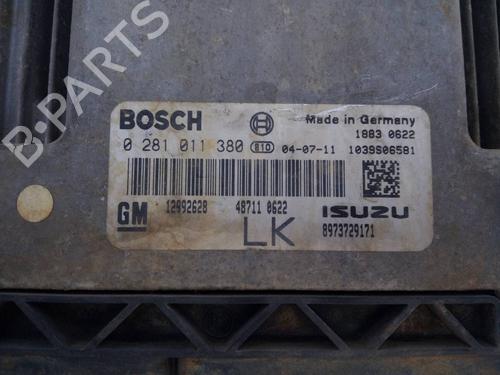 B-PARTS
BOSCH Made in Germany
1883 0622
0 281 011 380 810 04-07-11 1039S06581
GM 12992628 48711 0622 ISUZU
LK 8973729171